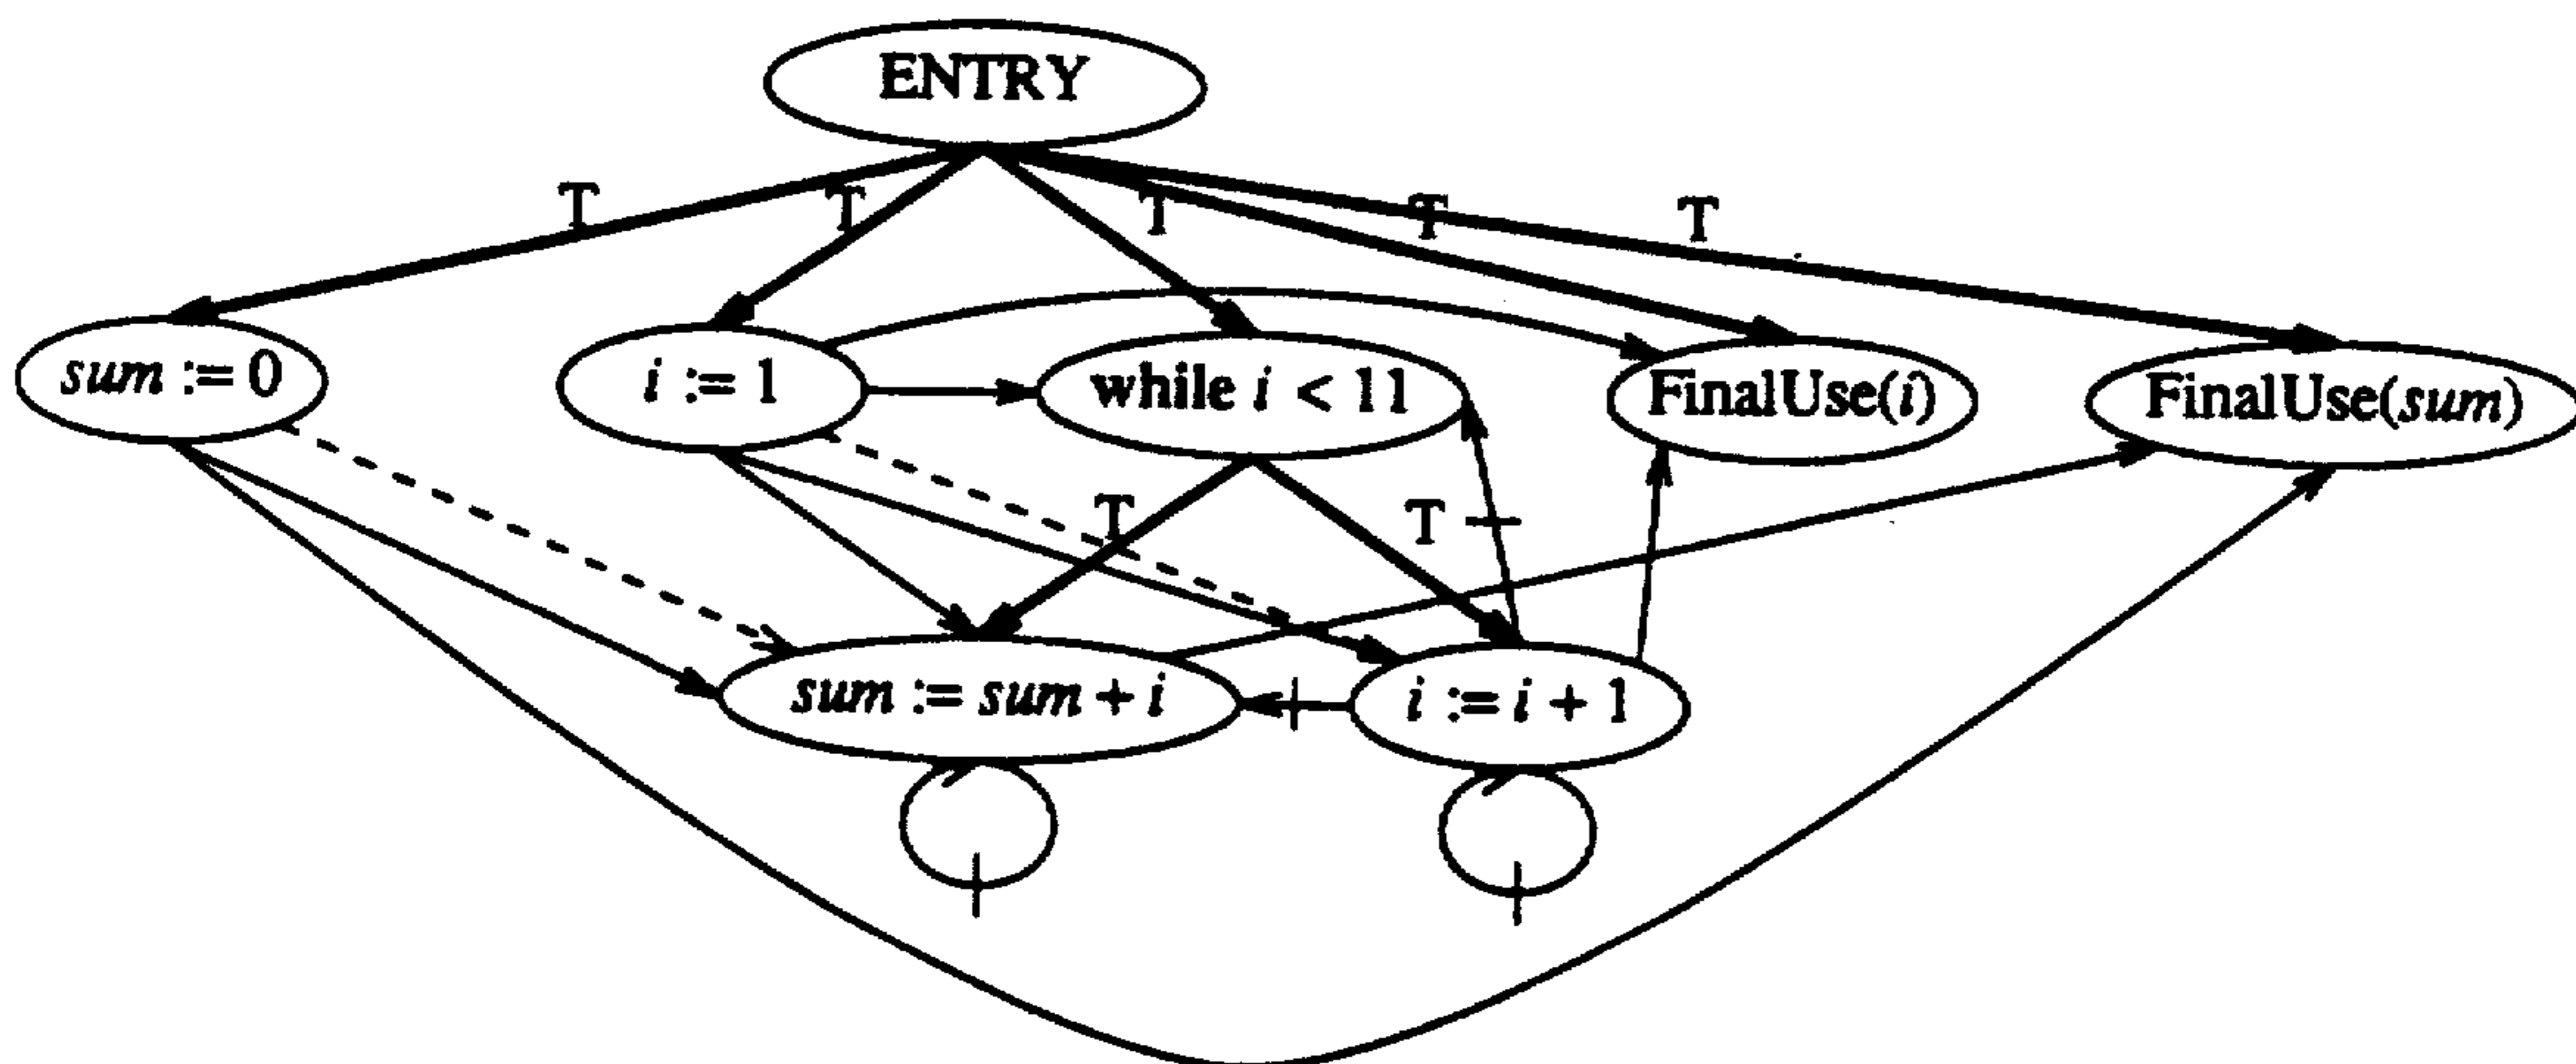 ENTRY
T T T T T
sum := 0 i := 1 while i < 11 FinalUse(i) FinalUse(sum)
T T
sum := sum + i i := i + 1